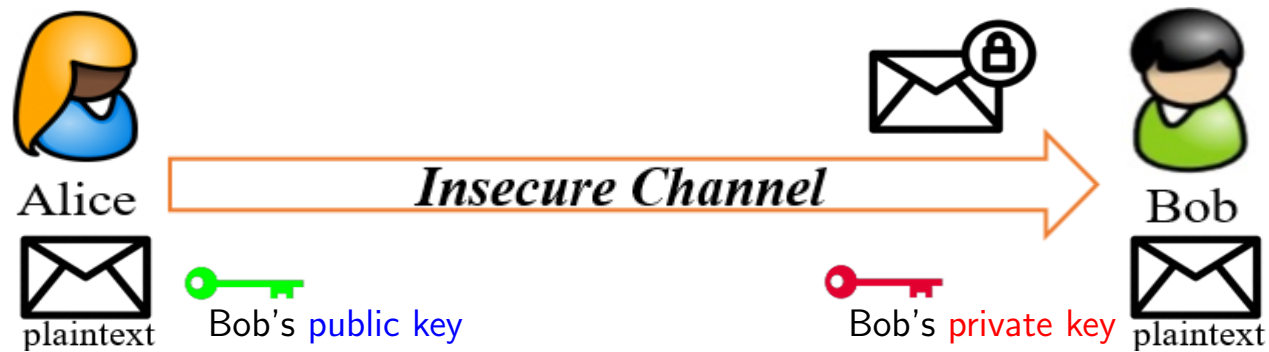 Insecure Channel
Alice
Bob
plaintext
Bob's public key
Bob's private key
plaintext